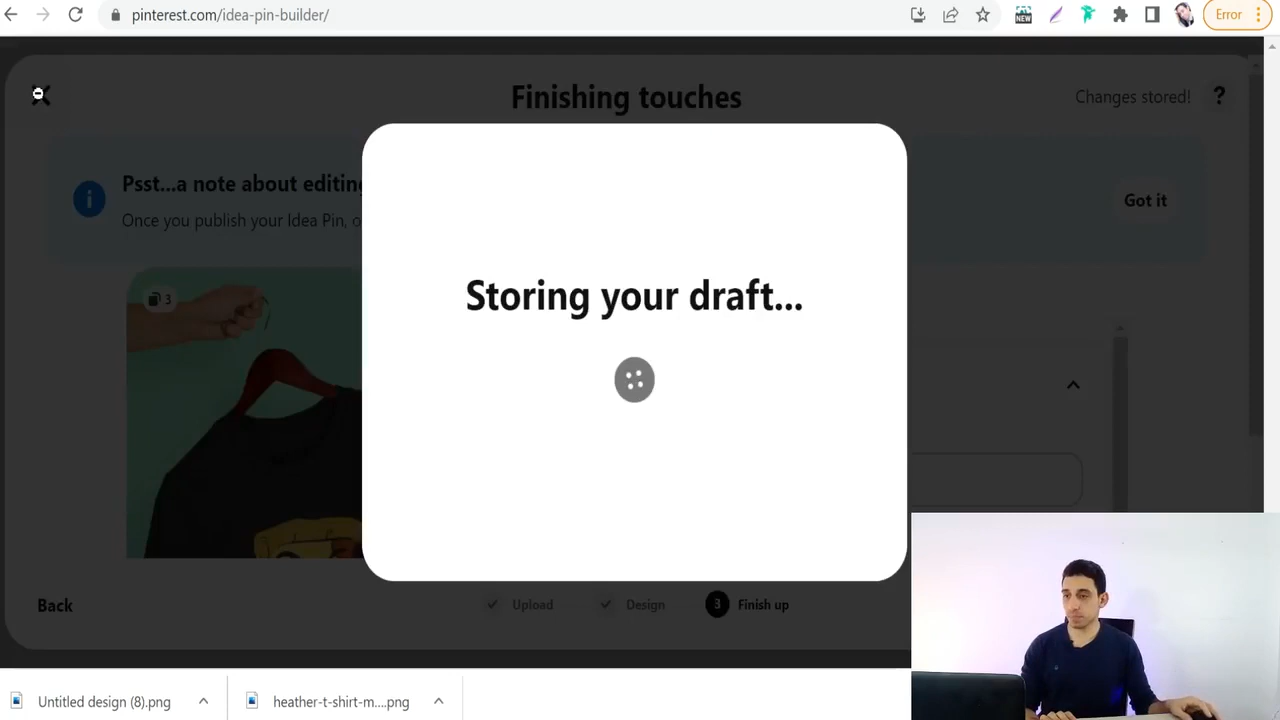 pinterest.com/idea-pin-builder/
NEW
Error
Finishing touches
Changes stored!
?
Psst...a note about editing
Once you publish your Idea Pin, o
Got it
3
Storing your draft...
Back
Upload
Design
3
Finish up
Untitled design (8).png
heather-t-shirt-m....png